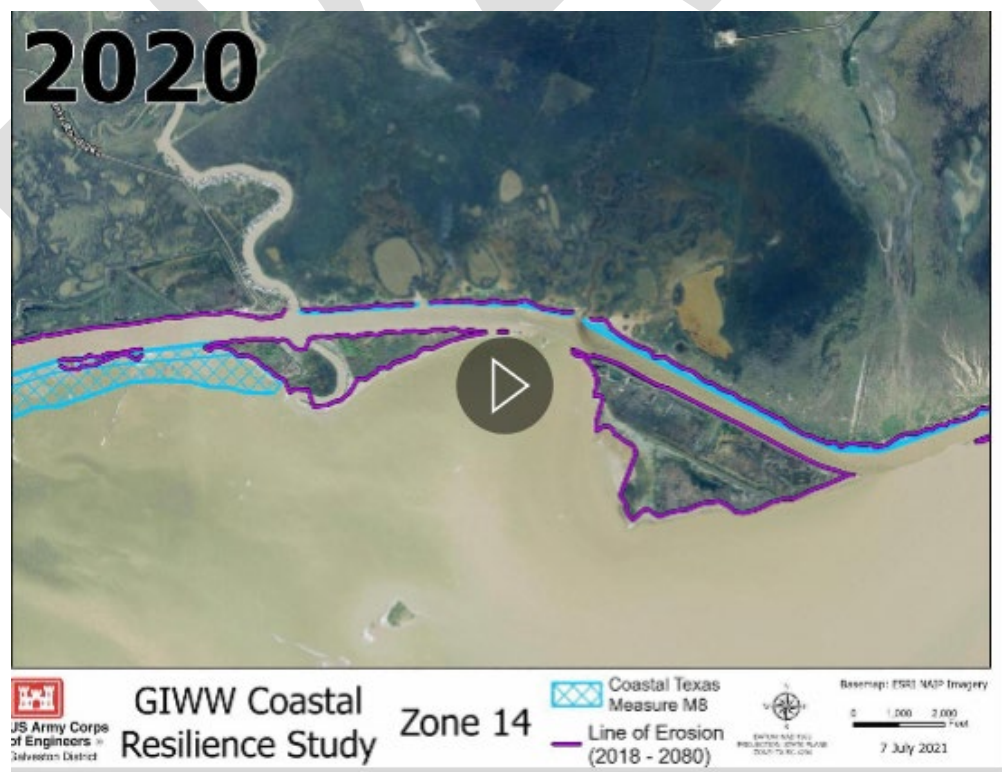 2020
GIWW Coastal
Resilience Study
Zone 14
US Army Corps
of Engineers ®
Galveston District
Coastal Texas
Measure M8
Line of Erosion
(2018 - 2080)
Basemap: ESRI NAIP Imagery
0 1,000 2,000
Feet
7 July 2021